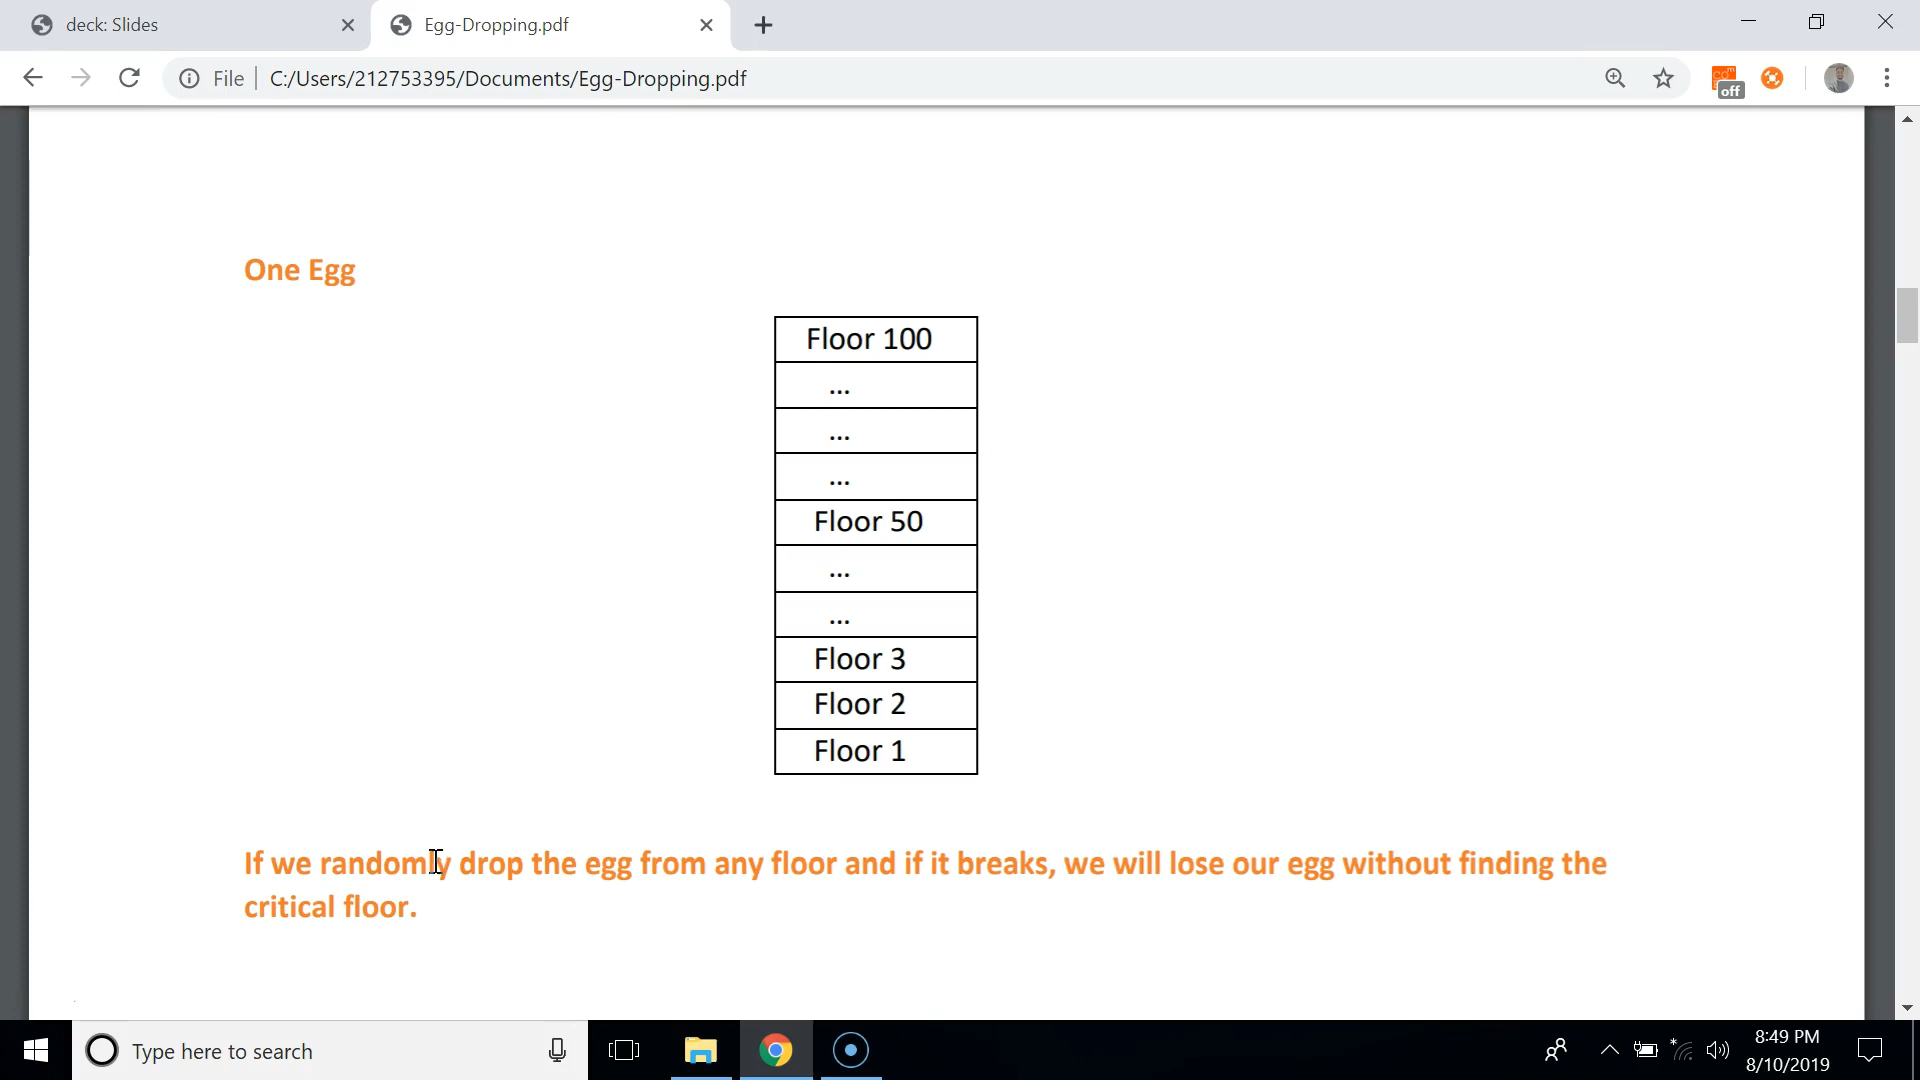 deck: Slides
Egg-Dropping.pdf
File
C:/Users/212753395/Documents/Egg-Dropping.pdf
off
One Egg
Floor 100
...
...
...
Floor 50
...
...
Floor 3
Floor 2
Floor 1
If we randomly drop the egg from any floor and if it breaks, we will lose our egg without finding the
critical floor.
Type here to search
8:49 PM
8/10/2019